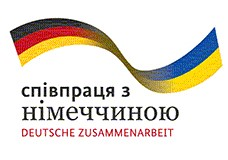 співпраця з
німеччиною
DEUTSCHE ZUSAMMENARBEIT